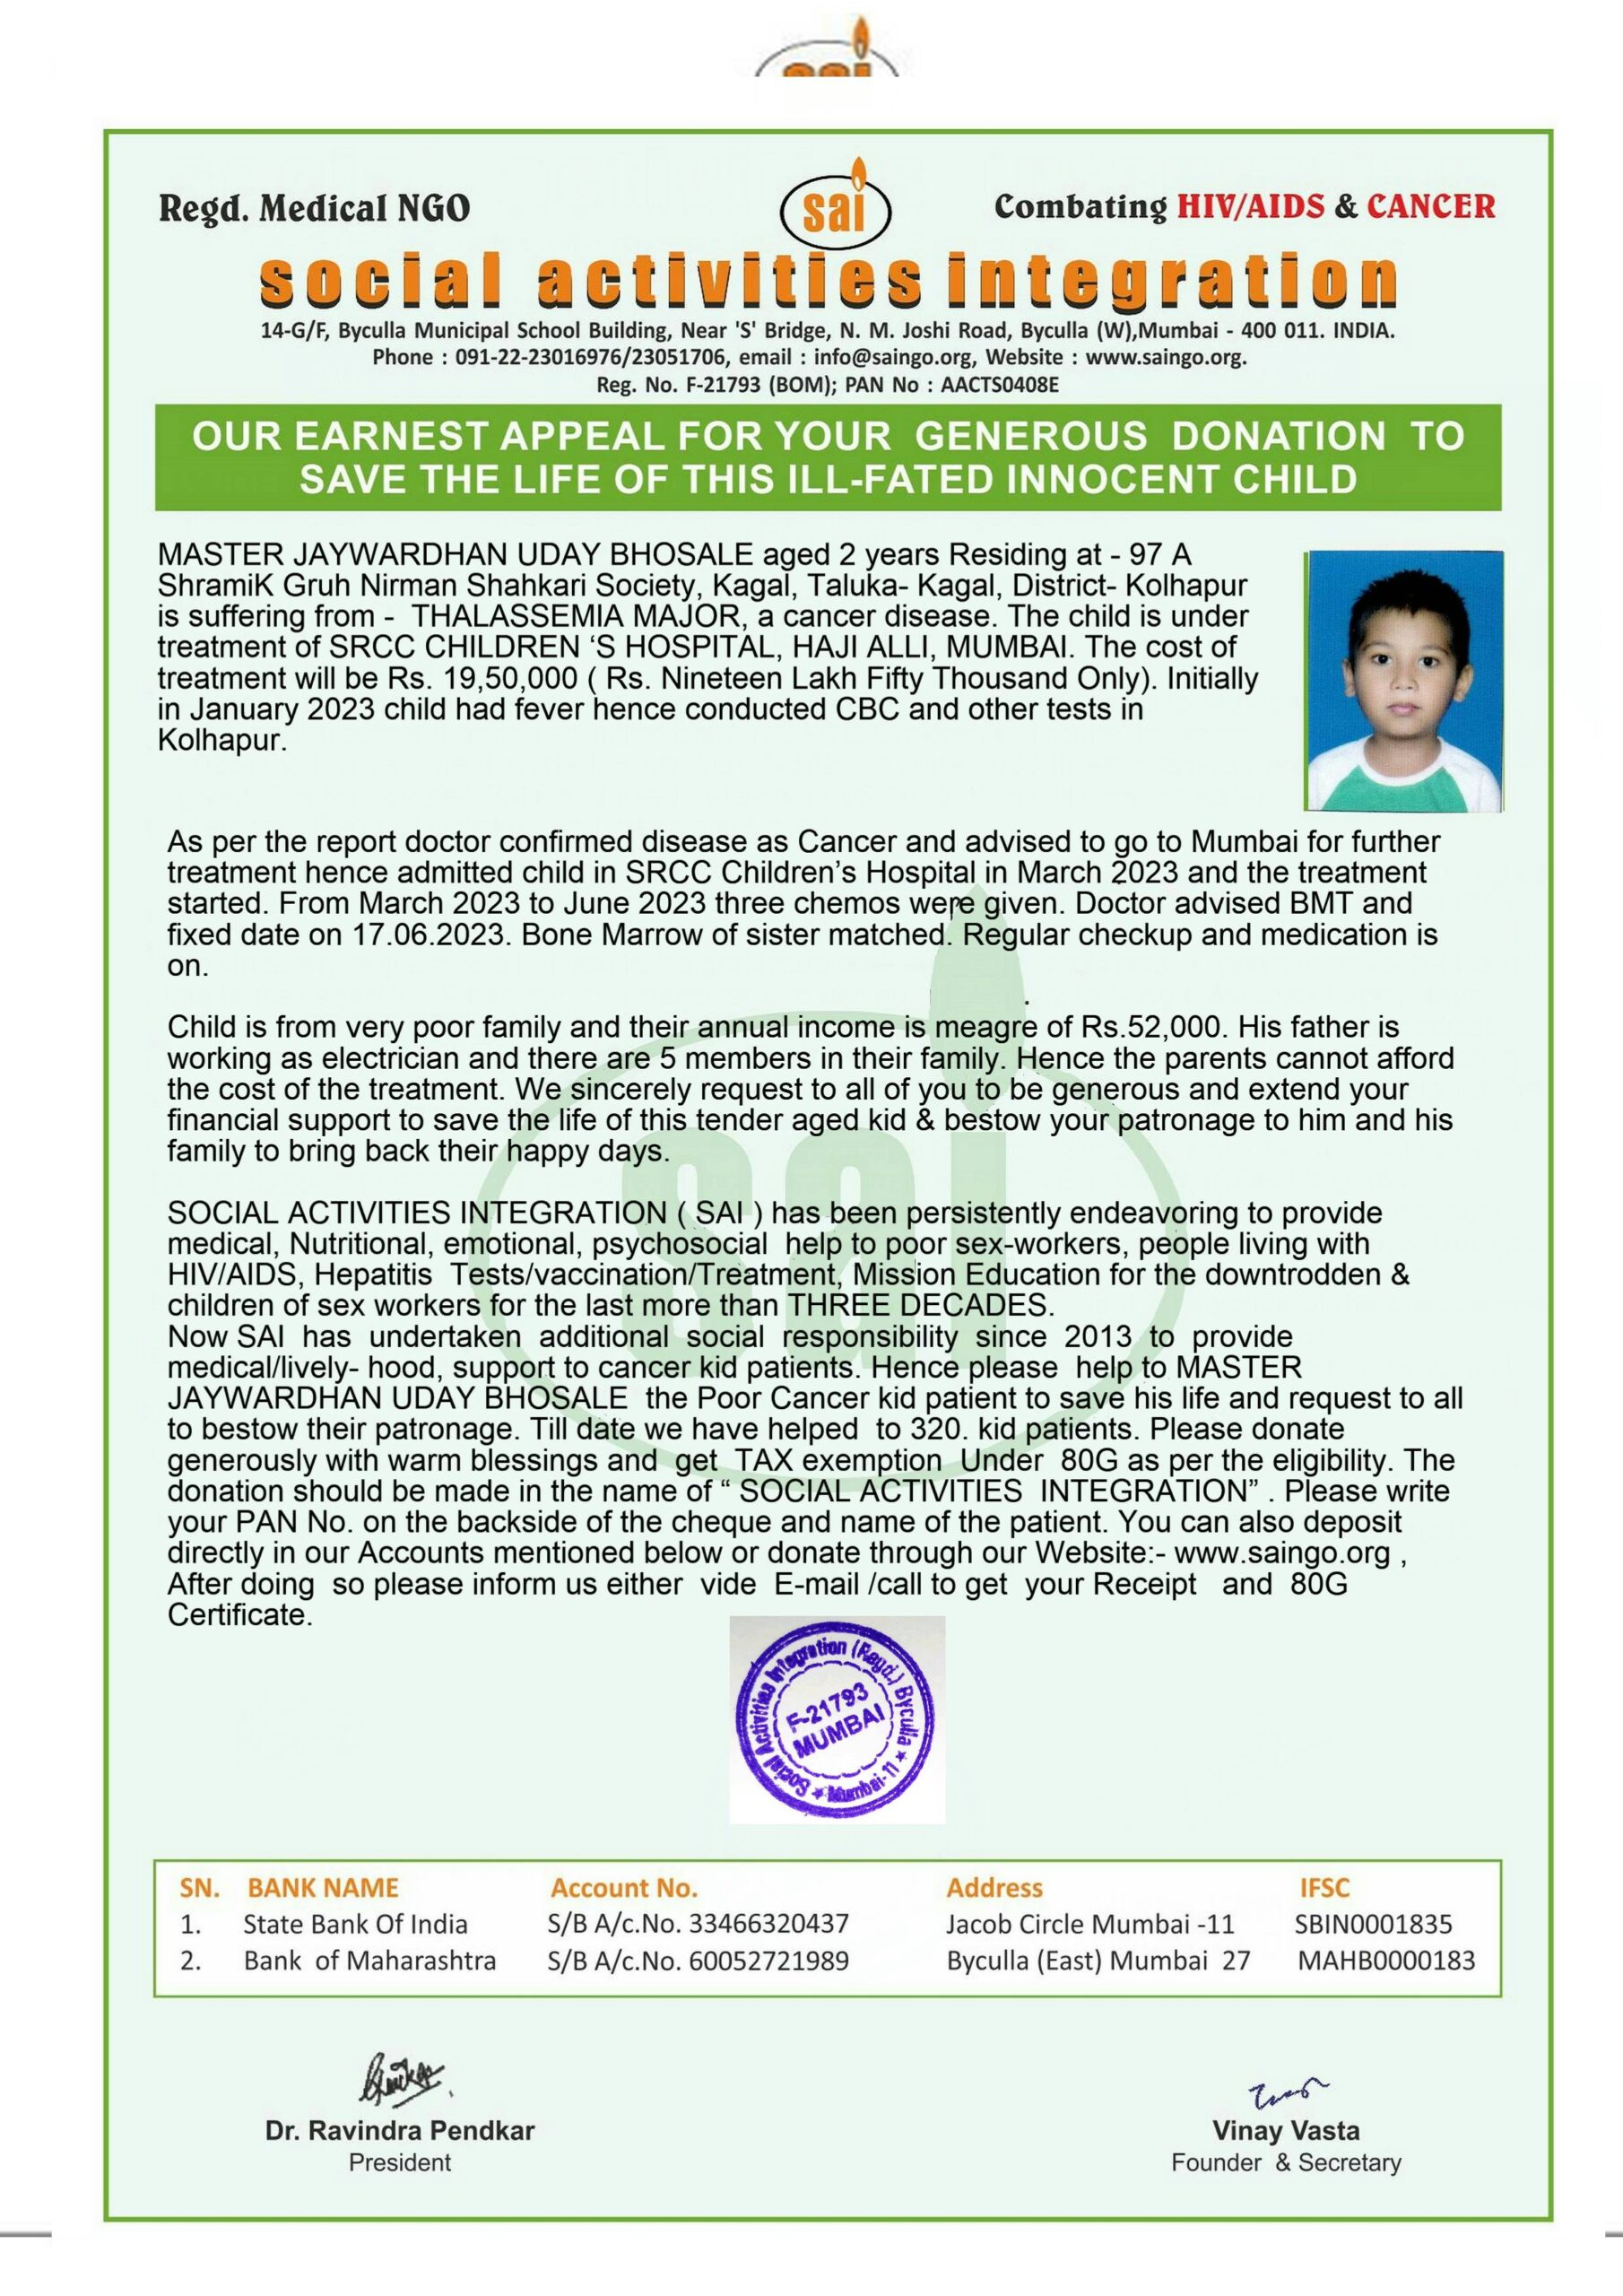 sai
Regd. Medical NGO
sai
Combating HIV/AIDS & CANCER
social activities integration
14-G/F, Byculla Municipal School Building, Near 'S' Bridge, N. M. Joshi Road, Byculla (W),Mumbai - 400 011. INDIA.
Phone : 091-22-23016976/23051706, email : info@saingo.org, Website : www.saingo.org.
Reg. No. F-21793 (BOM); PAN No : AACTS0408E
OUR EARNEST APPEAL FOR YOUR GENEROUS DONATION TO
SAVE THE LIFE OF THIS ILL-FATED INNOCENT CHILD
MASTER JAYWARDHAN UDAY BHOSALE aged 2 years Residing at - 97 A
ShramiK Gruh Nirman Shahkari Society, Kagal, Taluka- Kagal, District- Kolhapur
is suffering from - THALASSEMIA MAJOR, a cancer disease. The child is under
treatment of SRCC CHILDREN ‘S HOSPITAL, HAJI ALLI, MUMBAI. The cost of
treatment will be Rs. 19,50,000 ( Rs. Nineteen Lakh Fifty Thousand Only). Initially
in January 2023 child had fever hence conducted CBC and other tests in
Kolhapur.
As per the report doctor confirmed disease as Cancer and advised to go to Mumbai for further
treatment hence admitted child in SRCC Children’s Hospital in March 2023 and the treatment
started. From March 2023 to June 2023 three chemos were given. Doctor advised BMT and
fixed date on 17.06.2023. Bone Marrow of sister matched. Regular checkup and medication is
on.
.
Child is from very poor family and their annual income is meagre of Rs.52,000. His father is
working as electrician and there are 5 members in their family. Hence the parents cannot afford
the cost of the treatment. We sincerely request to all of you to be generous and extend your
financial support to save the life of this tender aged kid & bestow your patronage to him and his
family to bring back their happy days.
SOCIAL ACTIVITIES INTEGRATION ( SAI ) has been persistently endeavoring to provide
medical, Nutritional, emotional, psychosocial help to poor sex-workers, people living with
HIV/AIDS, Hepatitis Tests/vaccination/Treatment, Mission Education for the downtrodden &
children of sex workers for the last more than THREE DECADES.
Now SAI has undertaken additional social responsibility since 2013 to provide
medical/lively- hood, support to cancer kid patients. Hence please help to MASTER
JAYWARDHAN UDAY BHOSALE the Poor Cancer kid patient to save his life and request to all
to bestow their patronage. Till date we have helped to 320. kid patients. Please donate
generously with warm blessings and get TAX exemption Under 80G as per the eligibility. The
donation should be made in the name of “ SOCIAL ACTIVITIES INTEGRATION” . Please write
your PAN No. on the backside of the cheque and name of the patient. You can also deposit
directly in our Accounts mentioned below or donate through our Website:- www.saingo.org ,
After doing so please inform us either vide E-mail /call to get your Receipt and 80G
Certificate.
sai
Social Activities Integration (Regd.) Byculla * Mumbai-11 *
F-21793
MUMBAI
SN. BANK NAME Account No. Address IFSC
1. State Bank Of India S/B A/c.No. 33466320437 Jacob Circle Mumbai -11 SBIN0001835
2. Bank of Maharashtra S/B A/c.No. 60052721989 Byculla (East) Mumbai 27 MAHB0000183
Dr. Ravindra Pendkar
President
Vinay Vasta
Founder & Secretary